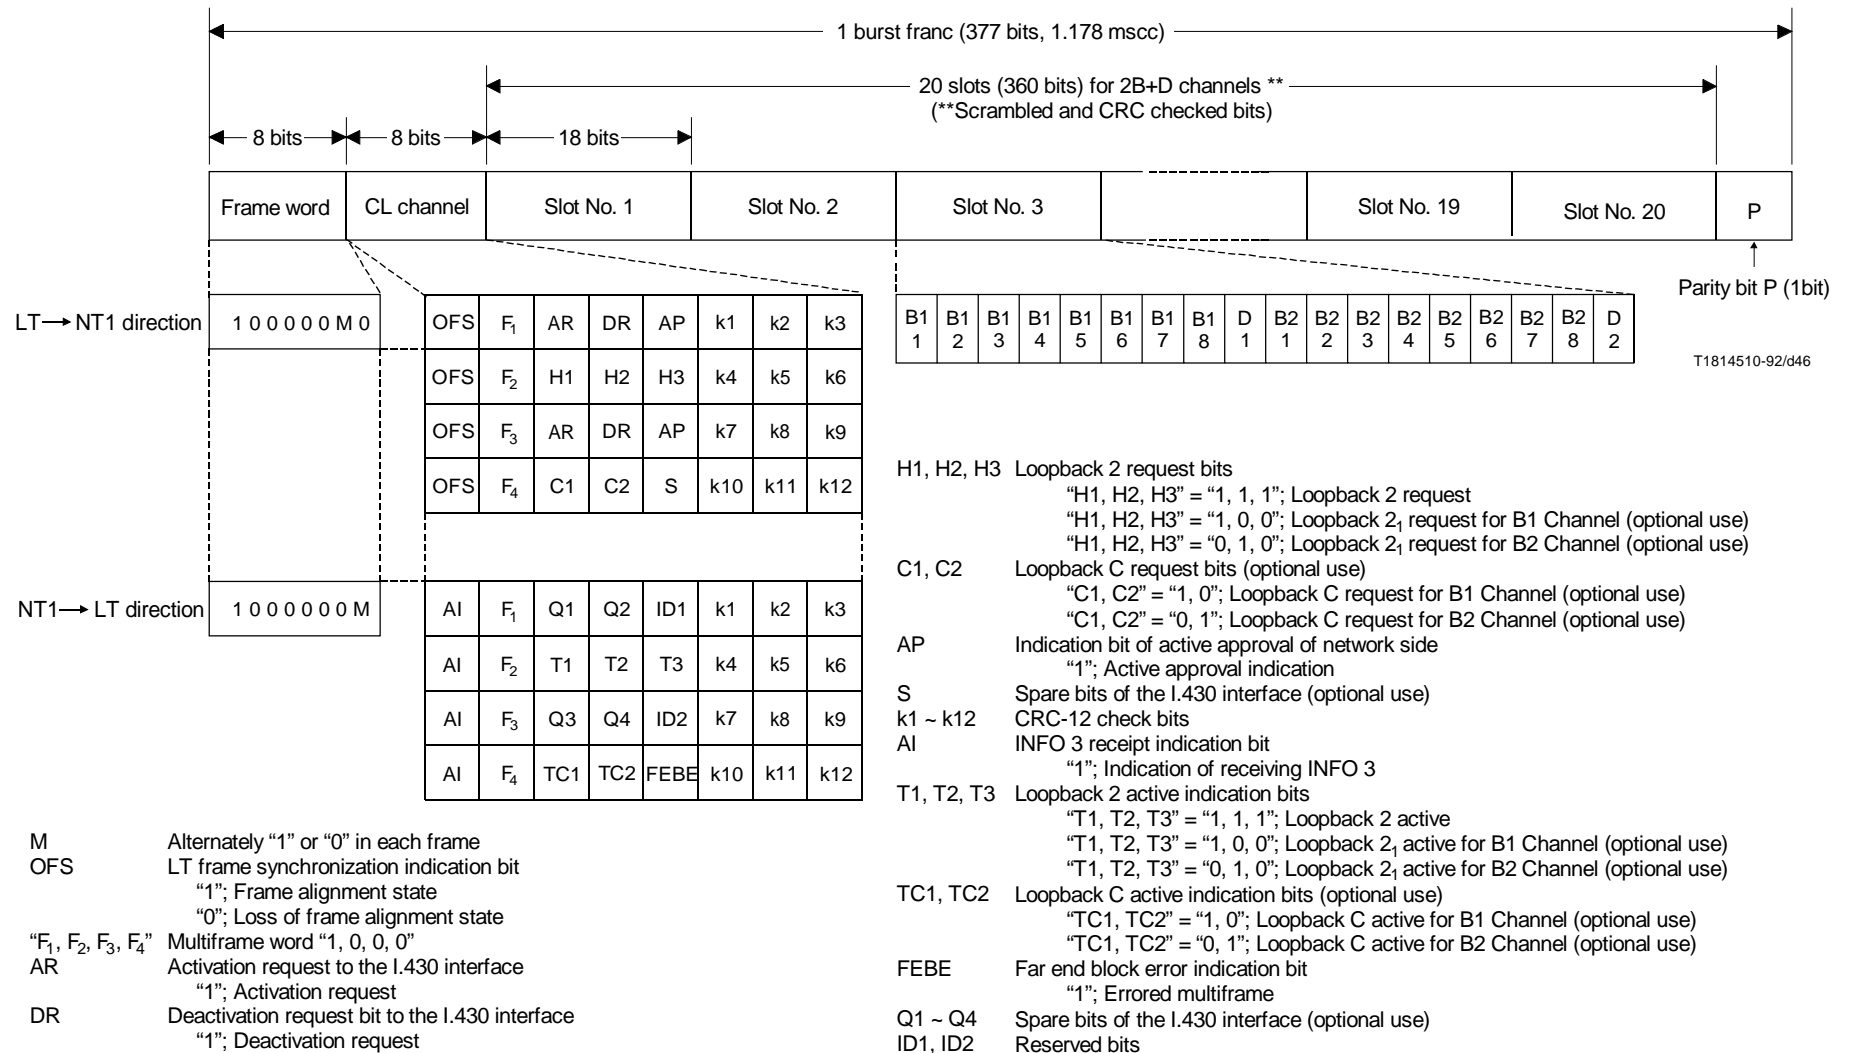 1 burst franc (377 bits, 1.178 mscc)
20 slots (360 bits) for 2B+D channels **
(**Scrambled and CRC checked bits)
8 bits 8 bits 18 bits
Frame word CL channel Slot No. 1 Slot No. 2 Slot No. 3 Slot No. 19 Slot No. 20 P
Parity bit P (1bit)
LT → NT1 direction 1 0 0 0 0 0 M 0
OFS F1 AR DR AP k1 k2 k3
OFS F2 H1 H2 H3 k4 k5 k6
OFS F3 AR DR AP k7 k8 k9
OFS F4 C1 C2 S k10 k11 k12
B1 B1 B1 B1 B1 B1 B1 B1 D B2 B2 B2 B2 B2 B2 B2 B2 D
1 2 3 4 5 6 7 8 1 1 2 3 4 5 6 7 8 2
T1814510-92/d46
NT1 → LT direction 1 0 0 0 0 0 0 M
AI F1 Q1 Q2 ID1 k1 k2 k3
AI F2 T1 T2 T3 k4 k5 k6
AI F3 Q3 Q4 ID2 k7 k8 k9
AI F4 TC1 TC2 FEBE k10 k11 k12
M Alternately “1” or “0” in each frame
OFS LT frame synchronization indication bit
“1”; Frame alignment state
“0”; Loss of frame alignment state
“F1, F2, F3, F4” Multiframe word “1, 0, 0, 0”
AR Activation request to the I.430 interface
“1”; Activation request
DR Deactivation request bit to the I.430 interface
“1”; Deactivation request
H1, H2, H3 Loopback 2 request bits
“H1, H2, H3” = “1, 1, 1”; Loopback 2 request
“H1, H2, H3” = “1, 0, 0”; Loopback 21 request for B1 Channel (optional use)
“H1, H2, H3” = “0, 1, 0”; Loopback 21 request for B2 Channel (optional use)
C1, C2 Loopback C request bits (optional use)
“C1, C2” = “1, 0”; Loopback C request for B1 Channel (optional use)
“C1, C2” = “0, 1”; Loopback C request for B2 Channel (optional use)
AP Indication bit of active approval of network side
“1”; Active approval indication
S Spare bits of the I.430 interface (optional use)
k1 ~ k12 CRC-12 check bits
AI INFO 3 receipt indication bit
“1”; Indication of receiving INFO 3
T1, T2, T3 Loopback 2 active indication bits
“T1, T2, T3” = “1, 1, 1”; Loopback 2 active
“T1, T2, T3” = “1, 0, 0”; Loopback 21 active for B1 Channel (optional use)
“T1, T2, T3” = “0, 1, 0”; Loopback 21 active for B2 Channel (optional use)
TC1, TC2 Loopback C active indication bits (optional use)
“TC1, TC2” = “1, 0”; Loopback C active for B1 Channel (optional use)
“TC1, TC2” = “0, 1”; Loopback C active for B2 Channel (optional use)
FEBE Far end block error indication bit
“1”; Errored multiframe
Q1 ~ Q4 Spare bits of the I.430 interface (optional use)
ID1, ID2 Reserved bits